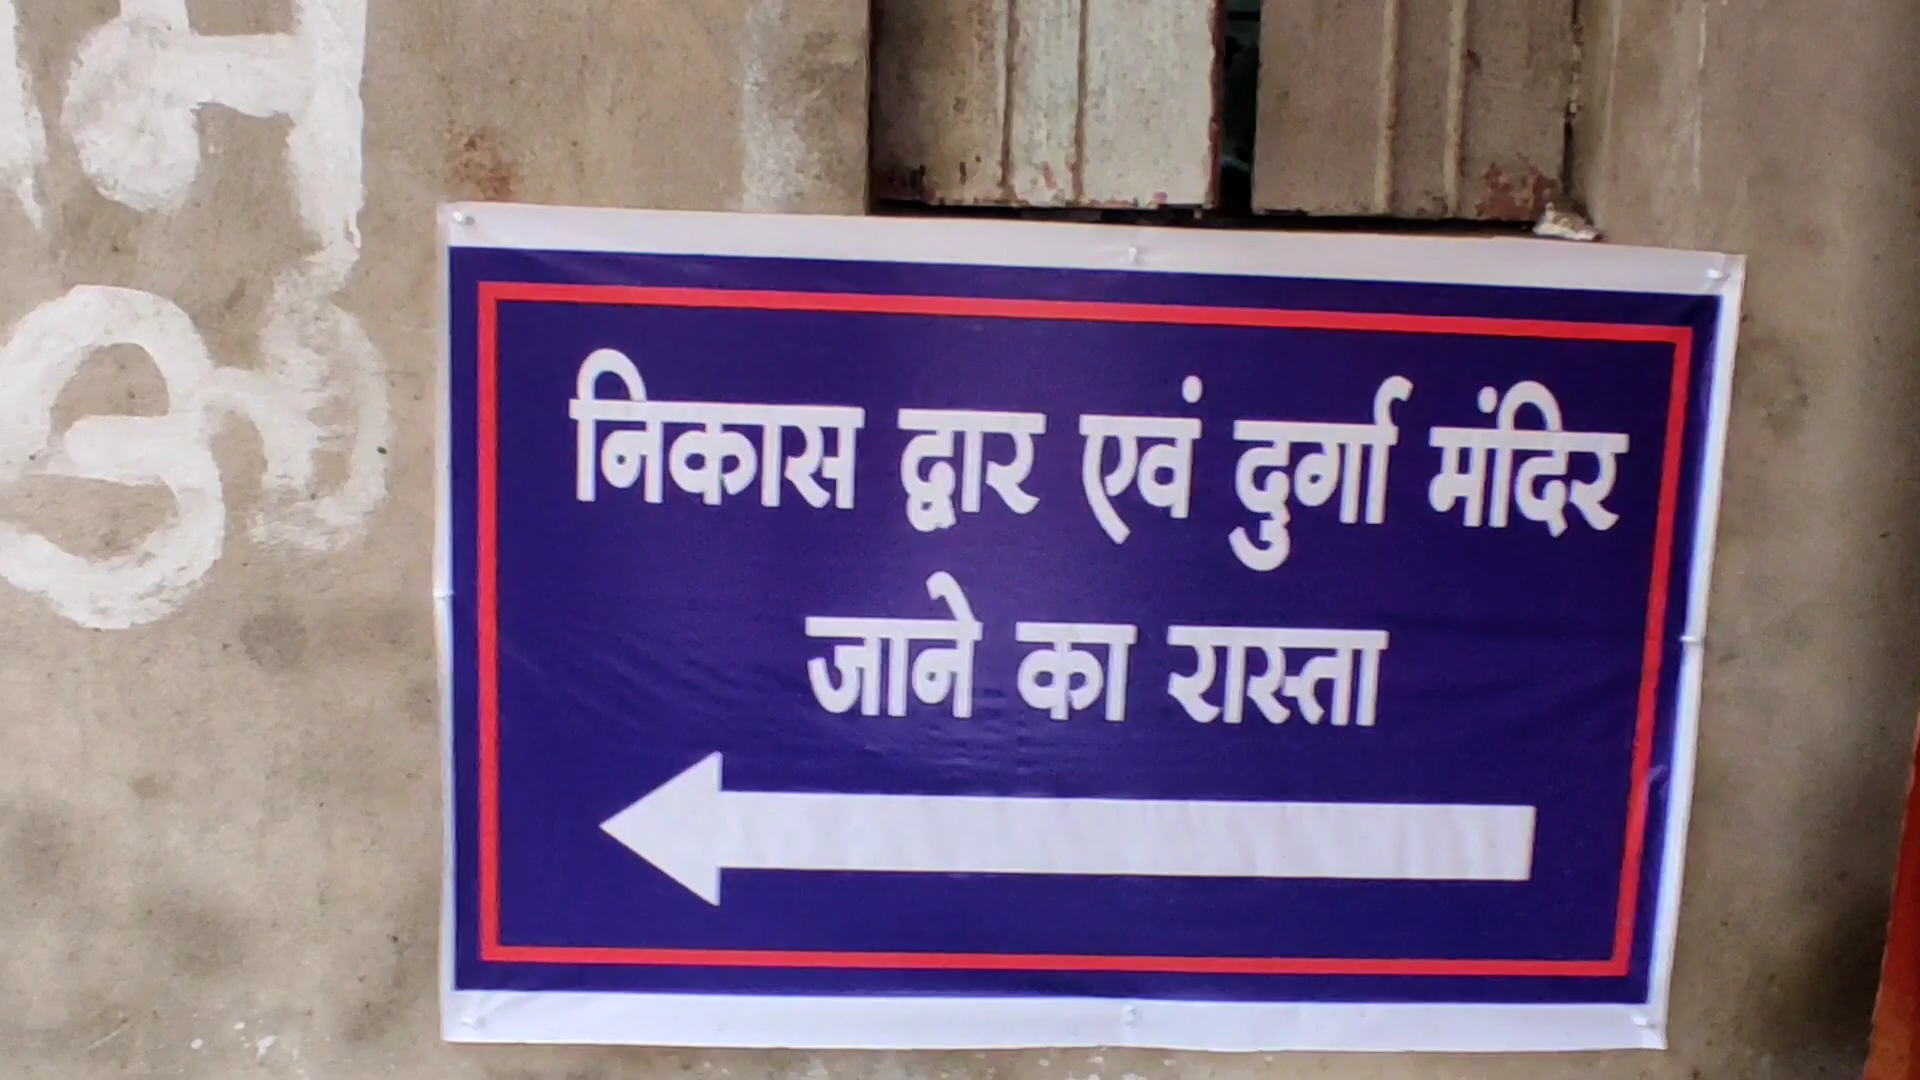 निकास द्वार एवं दुर्गा मंदिर
जाने का रास्ता